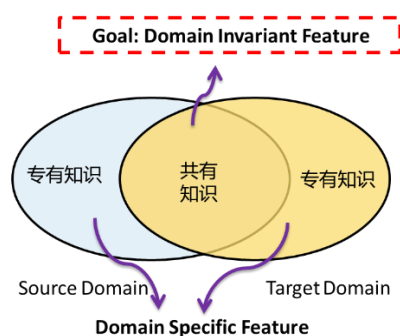 Goal: Domain Invariant Feature
专有知识
共有
知识
专有知识
Source Domain
Target Domain
Domain Specific Feature